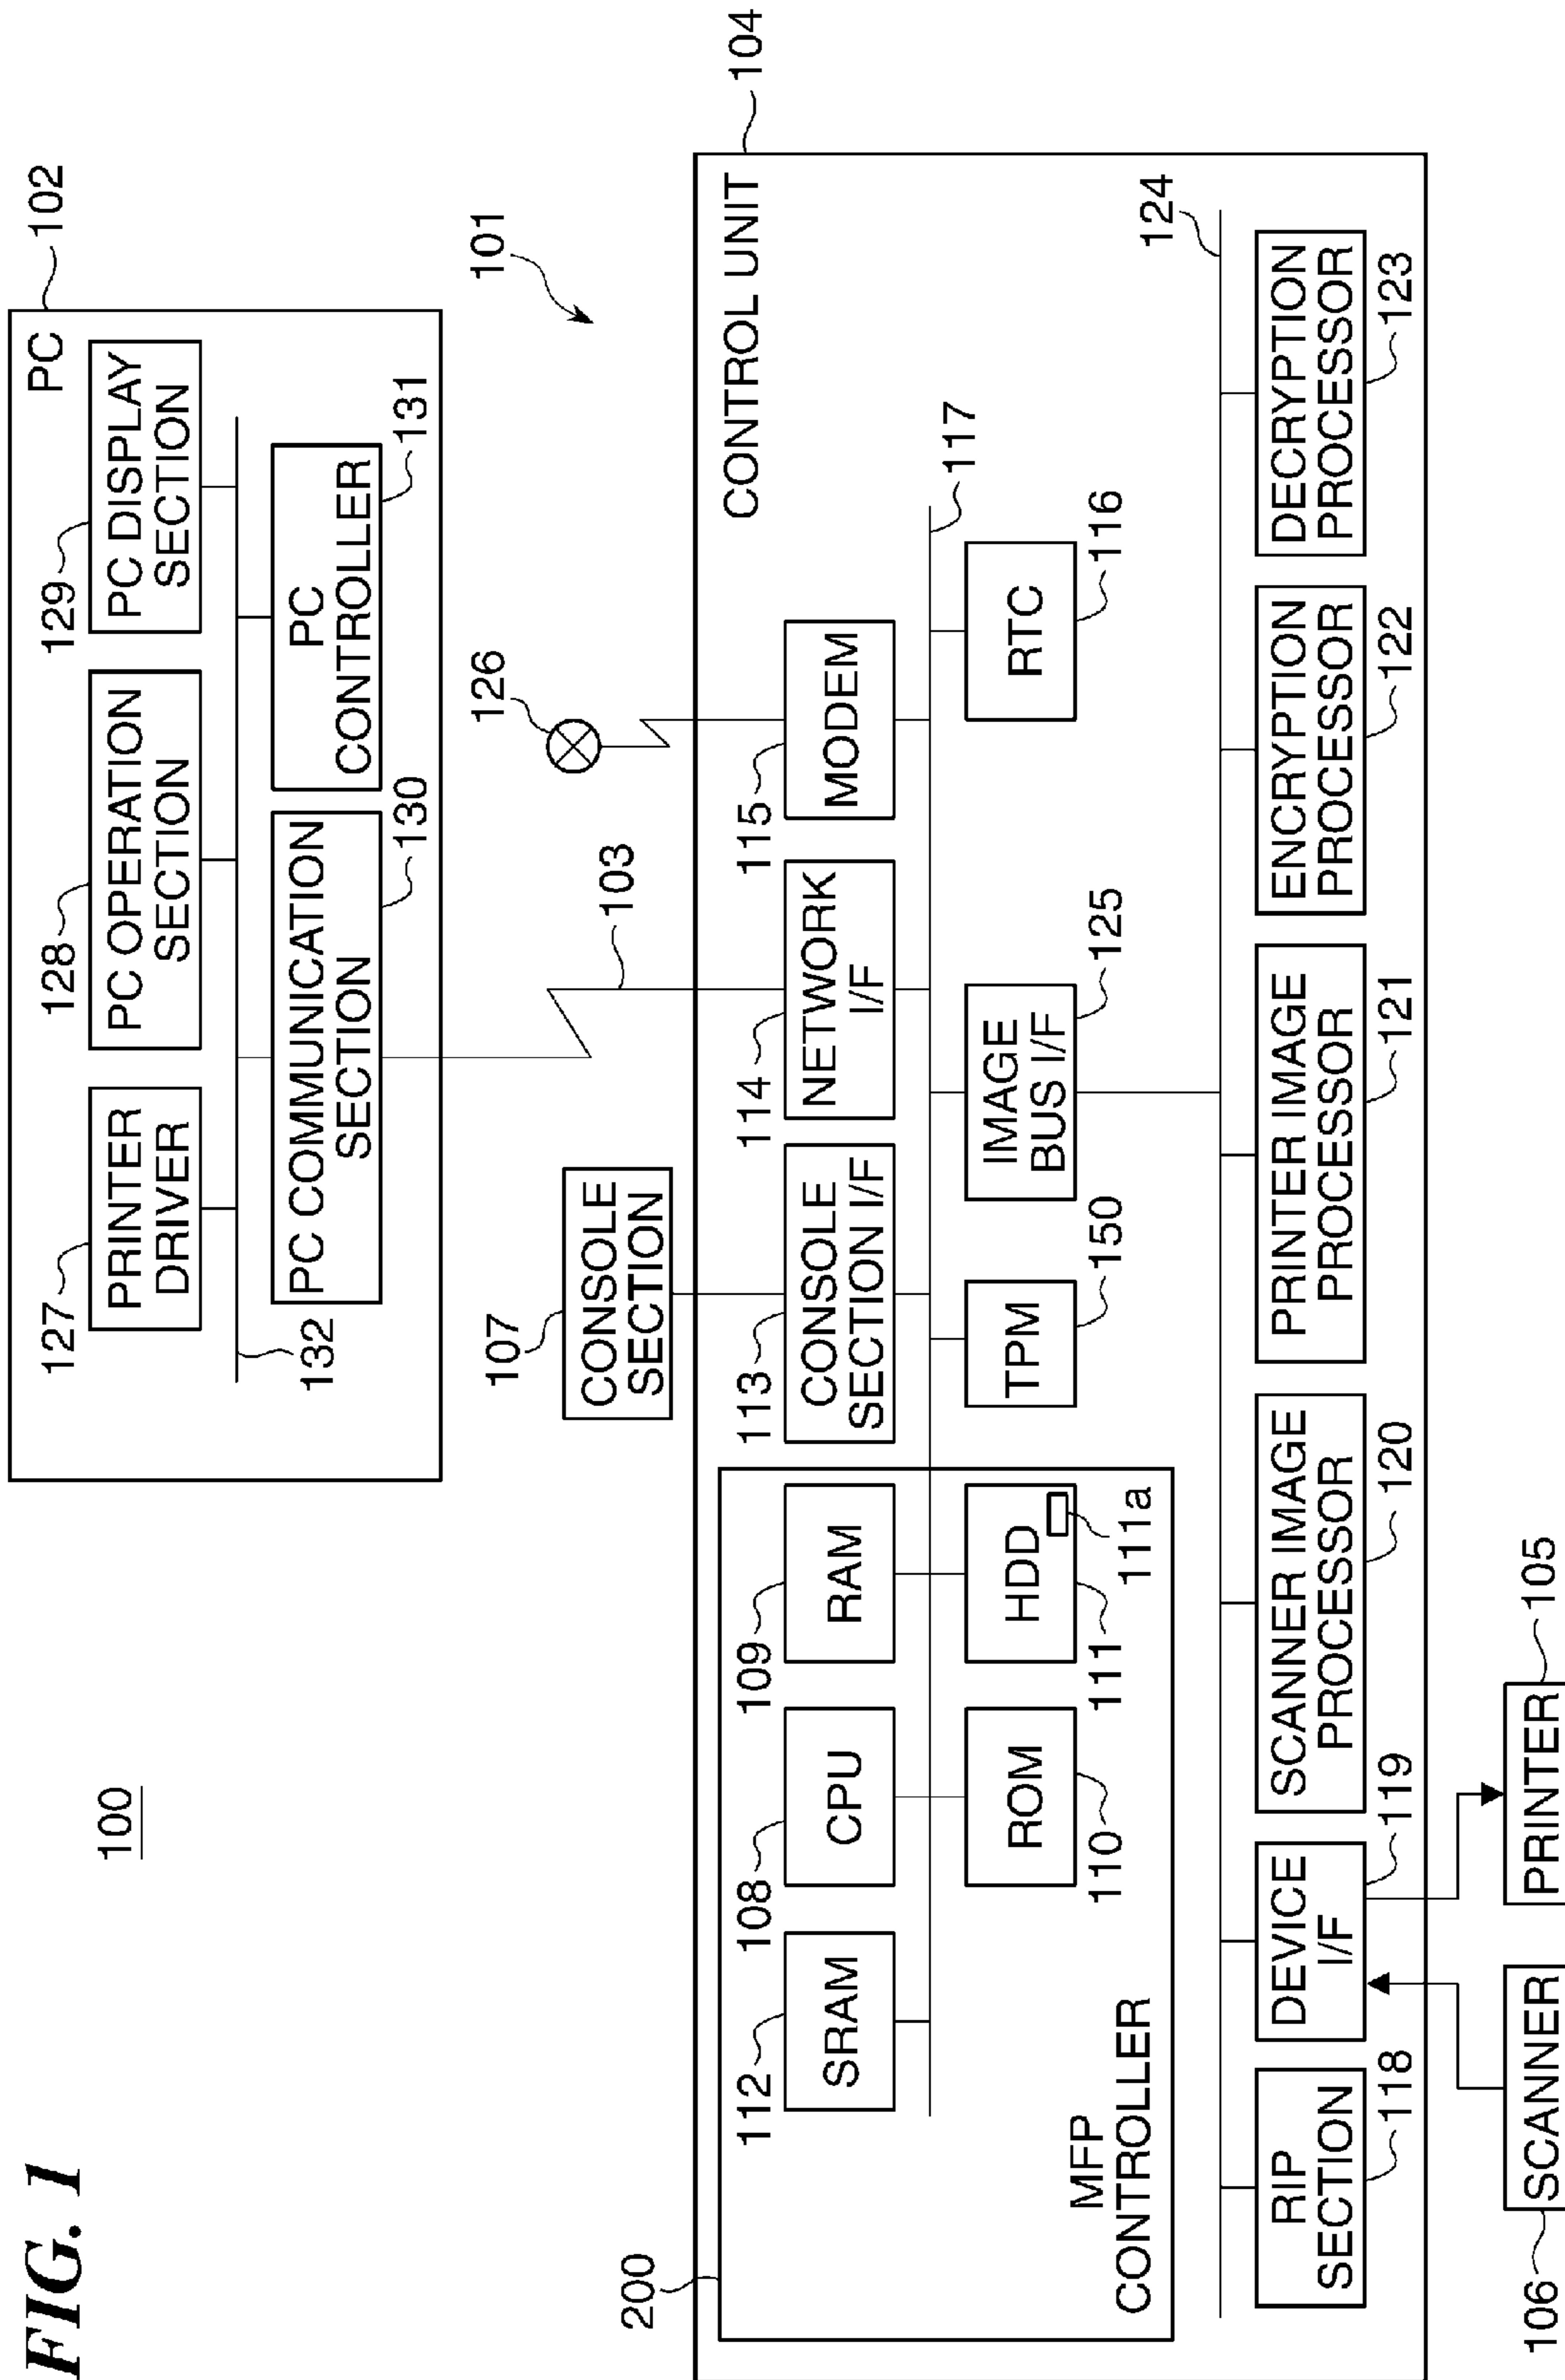 FIG. 1
100
PC
102
127
PRINTER
DRIVER
128
PC OPERATION
SECTION
129
PC DISPLAY
SECTION
132
PC COMMUNICATION
SECTION
130
PC
CONTROLLER
131
101
107
CONSOLE
SECTION
103
126
104
CONTROL UNIT
200
112
SRAM
108
CPU
109
RAM
113
CONSOLE
SECTION I/F
114
NETWORK
I/F
115
MODEM
117
ROM
110
HDD
111
111a
TPM
150
IMAGE
BUS I/F
125
RTC
116
MFP
CONTROLLER
124
RIP
SECTION
118
DEVICE
I/F
119
SCANNER IMAGE
PROCESSOR
120
PRINTER IMAGE
PROCESSOR
121
ENCRYPTION
PROCESSOR
122
DECRYPTION
PROCESSOR
123
106
SCANNER
PRINTER
105